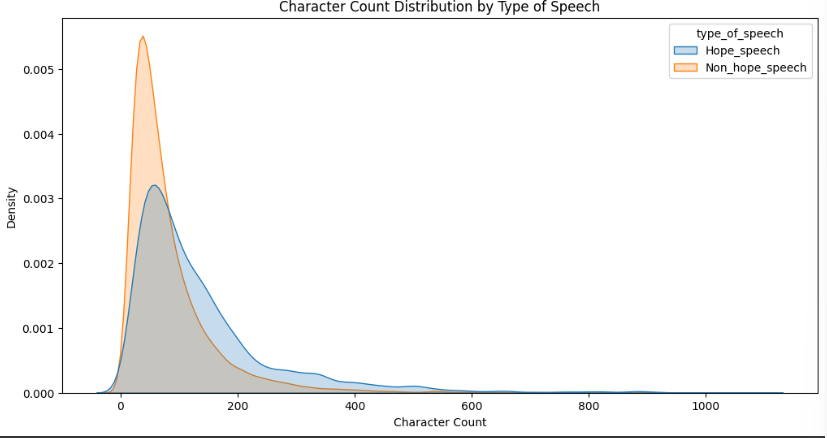 Character Count Distribution by Type of Speech
type_of_speech
Hope_speech
Non_hope_speech
0.005
0.004
0.003
0.002
0.001
0.000
Density
0 200 400 600 800 1000
Character Count